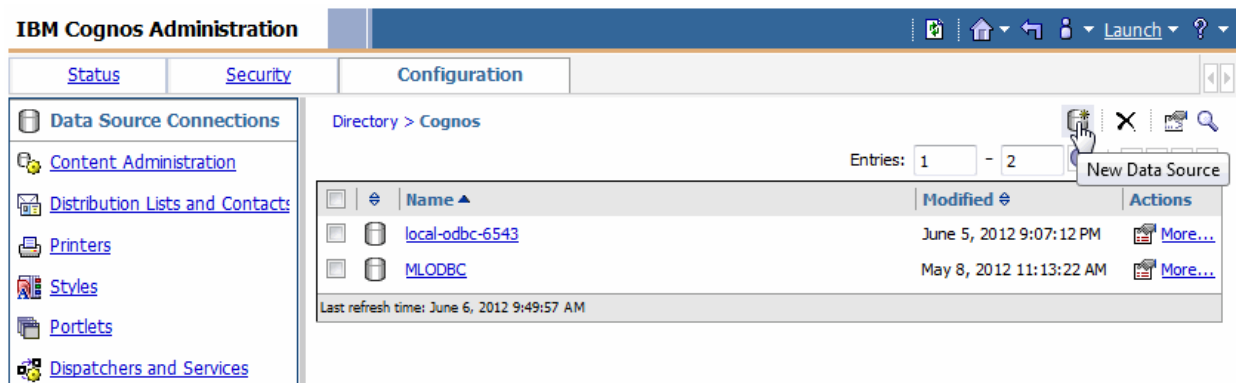 IBM Cognos Administration
Launch ?
Status Security Configuration
Data Source Connections
Directory > Cognos
Content Administration
Entries: 1 - 2
New Data Source
Distribution Lists and Contacts
Name Modified Actions
local-odbc-6543 June 5, 2012 9:07:12 PM More...
Printers
MLODBC May 8, 2012 11:13:22 AM More...
Styles
Last refresh time: June 6, 2012 9:49:57 AM
Portlets
Dispatchers and Services